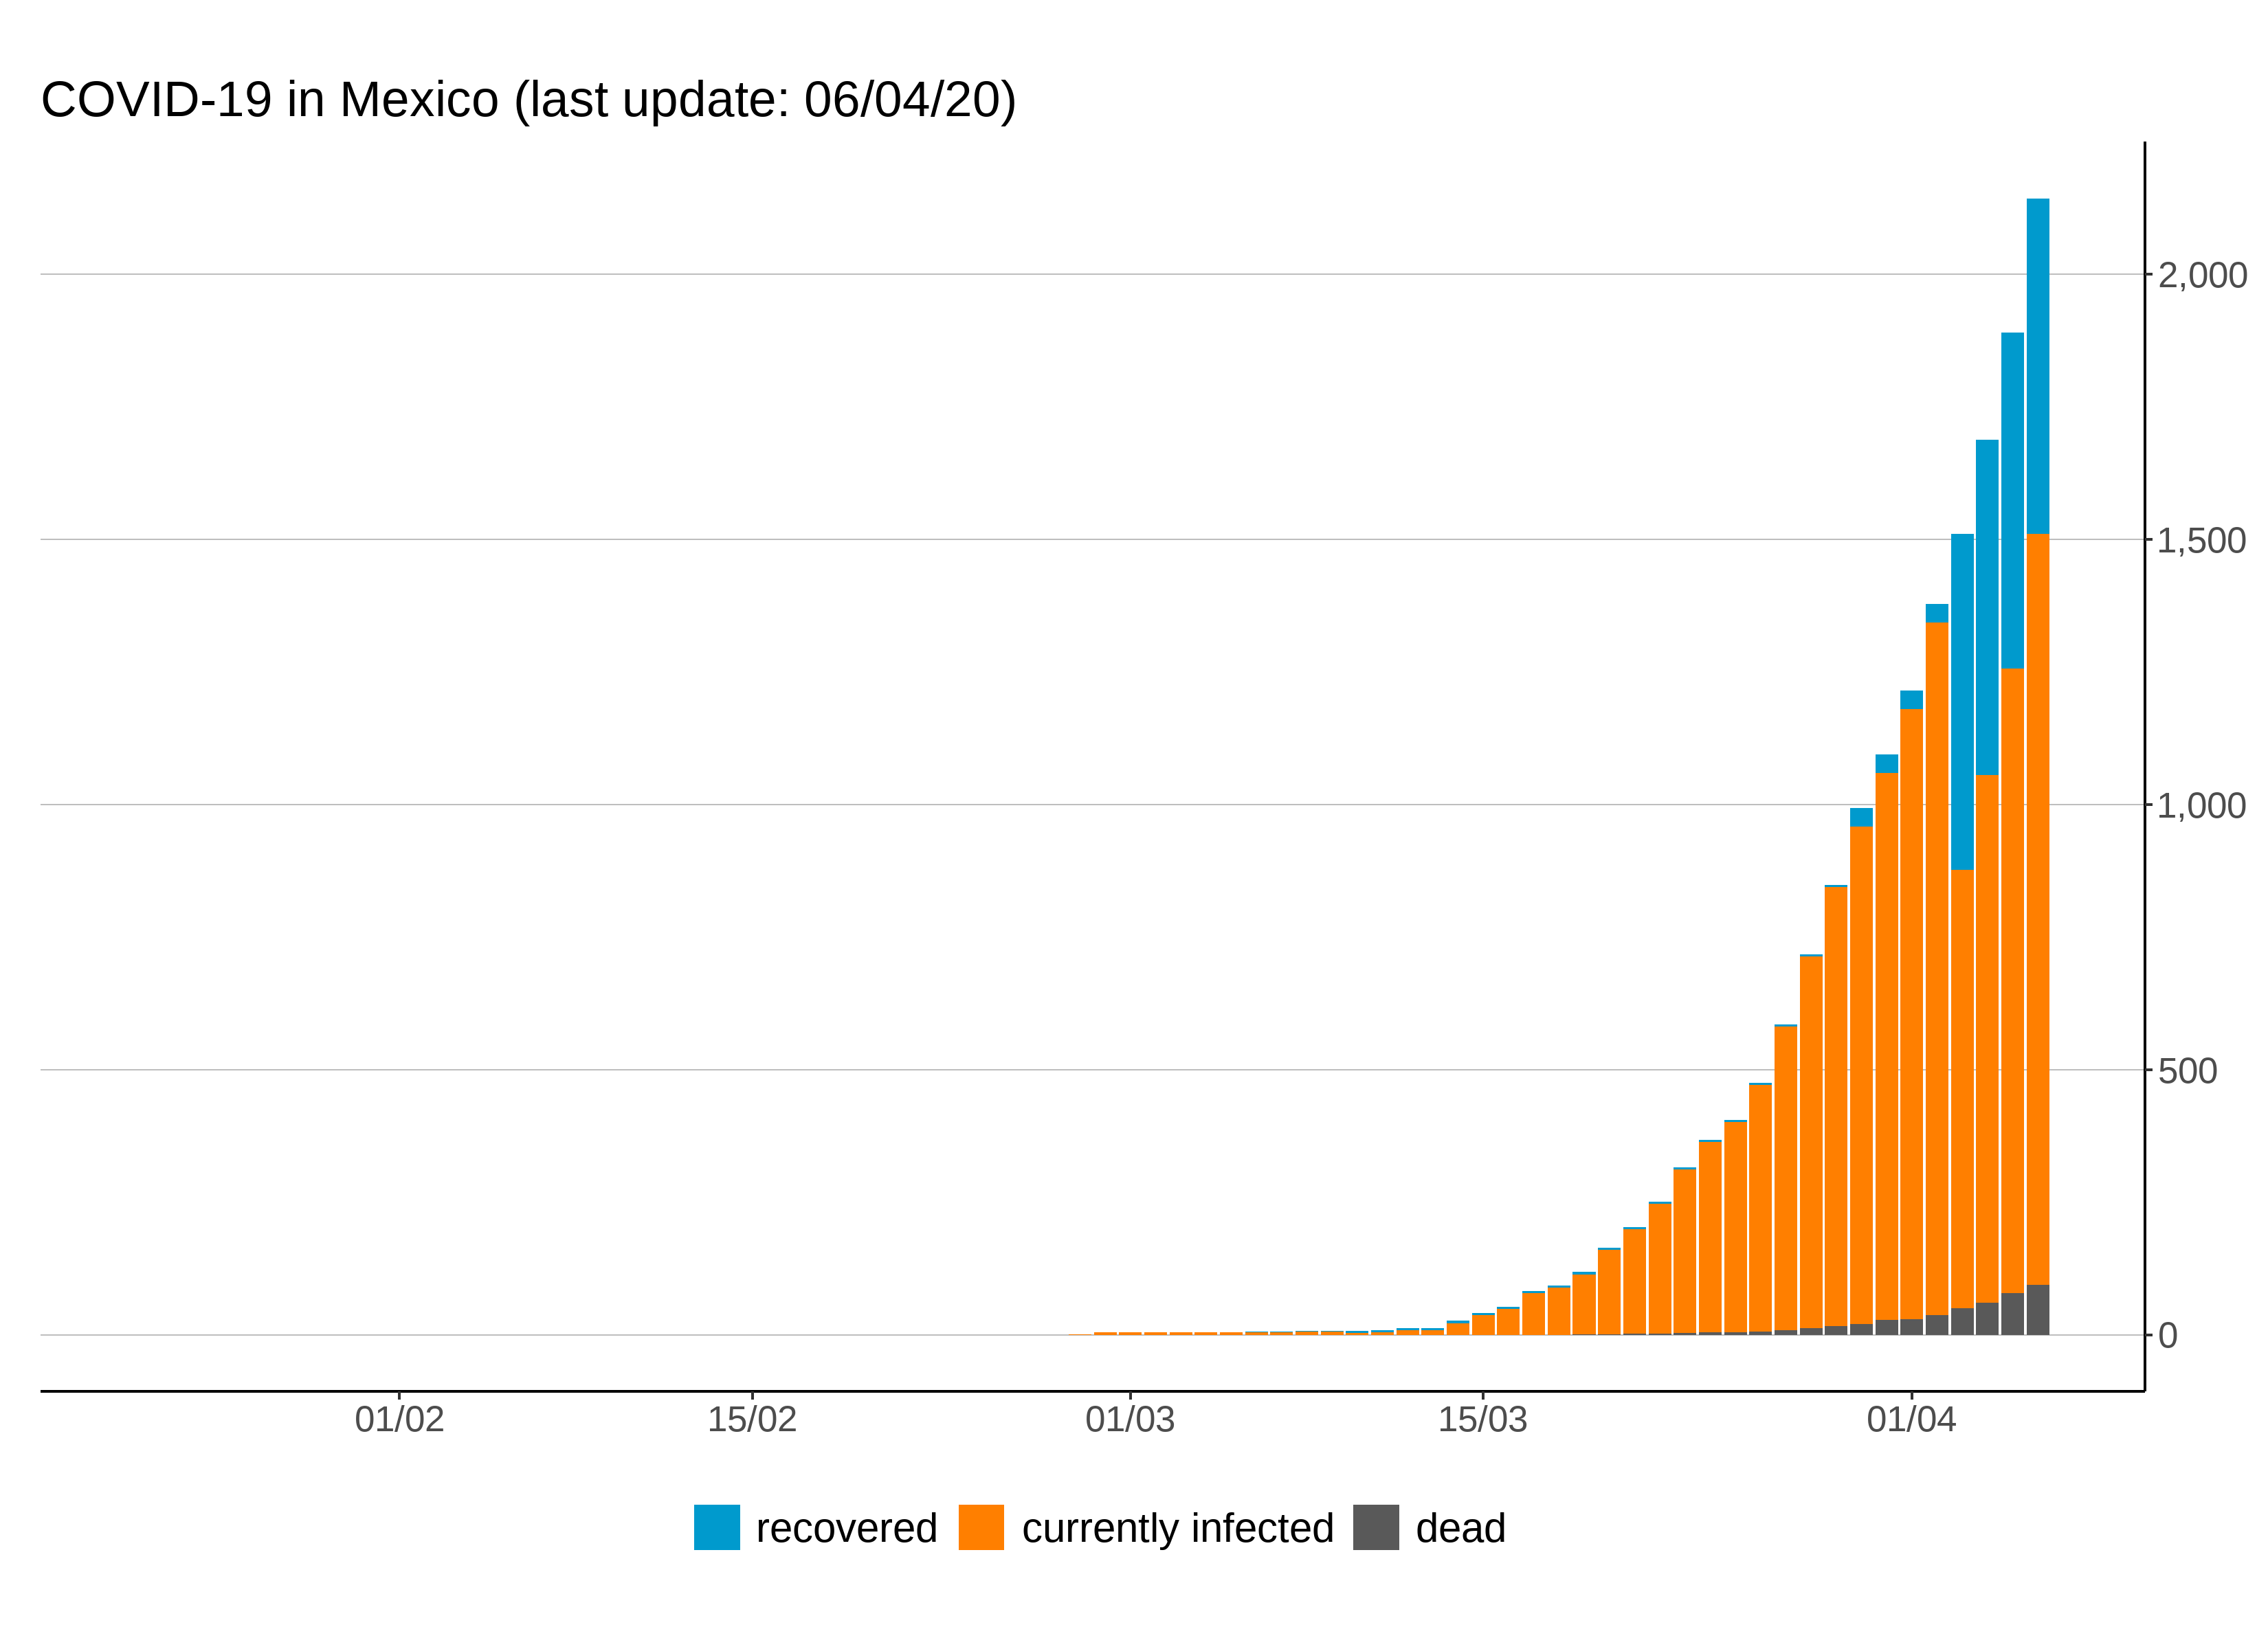 COVID-19 in Mexico (last update: 06/04/20)
2,000
1,500
1,000
500
0
01/02 15/02 01/03 15/03 01/04
recovered currently infected dead